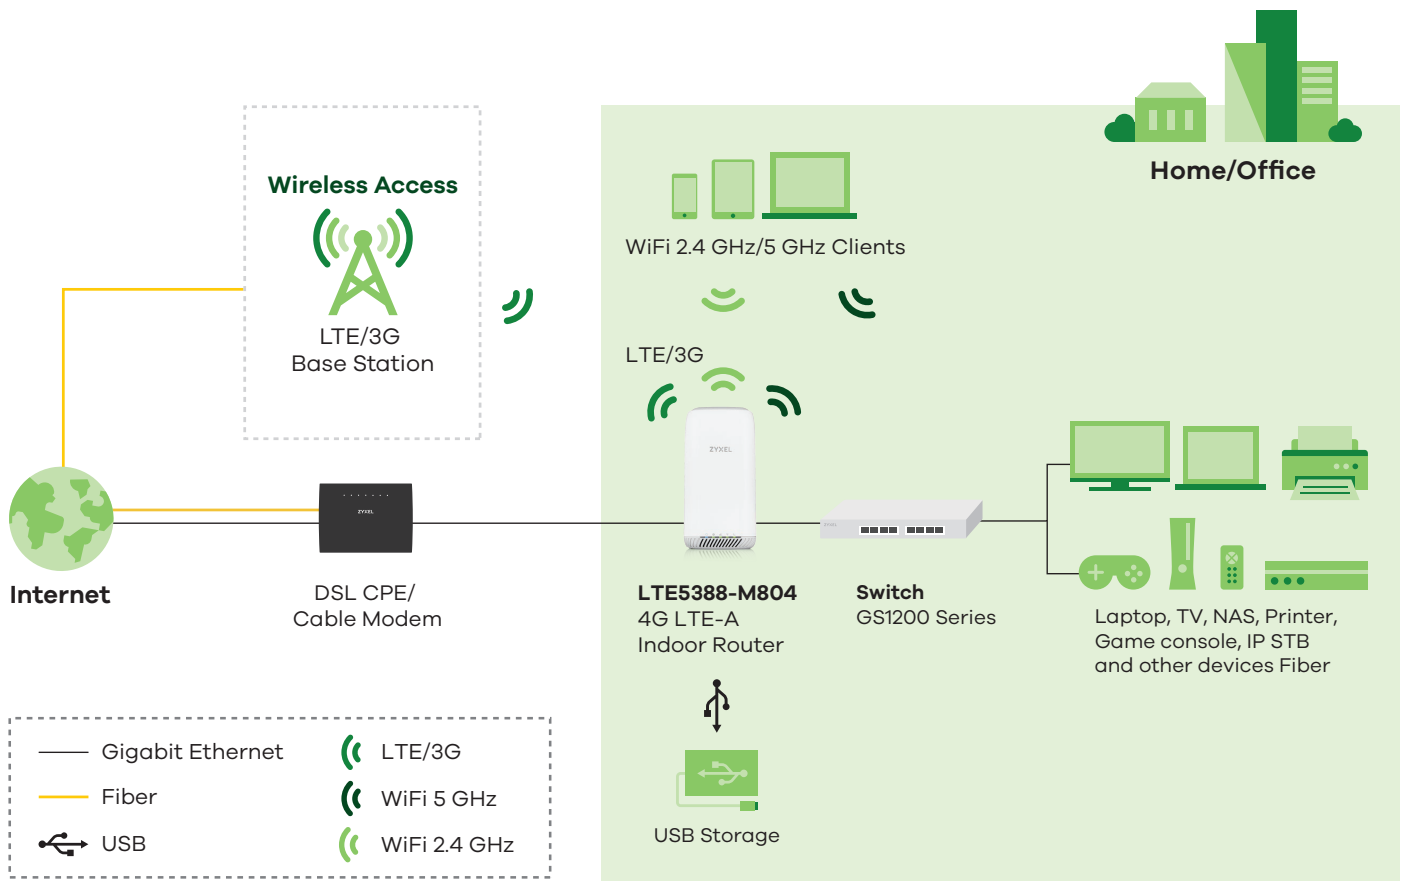 Home/Office
Wireless Access
LTE/3G
Base Station
WiFi 2.4 GHz/5 GHz Clients
LTE/3G
ZYXEL
ZYXEL
ZYXEL
Internet
DSL CPE/
Cable Modem
LTE5388-M804
4G LTE-A
Indoor Router
Switch
GS1200 Series
Laptop, TV, NAS, Printer,
Game console, IP STB
and other devices Fiber
USB Storage
Gigabit Ethernet
Fiber
USB
LTE/3G
WiFi 5 GHz
WiFi 2.4 GHz